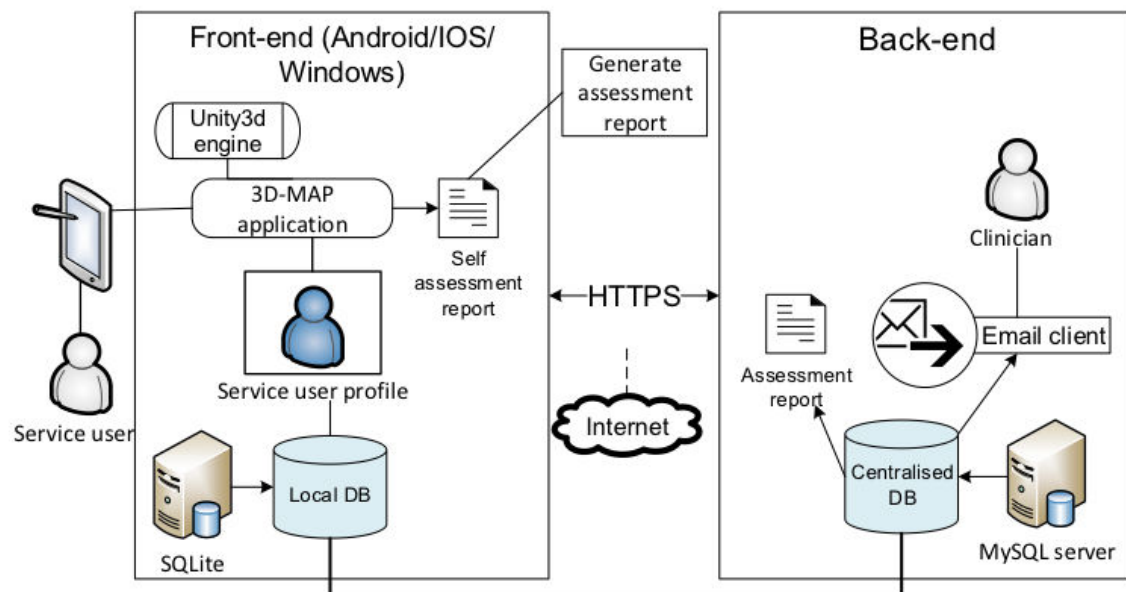 Front-end (Android/IOS/
Windows)
Unity3d
engine
3D-MAP
application
Self
assessment
report
Service user profile
Service user
Local DB
SQLite
Generate
assessment
report
HTTPS
Internet
Back-end
Clinician
Email client
Assessment
report
Centralised
DB
MySQL server